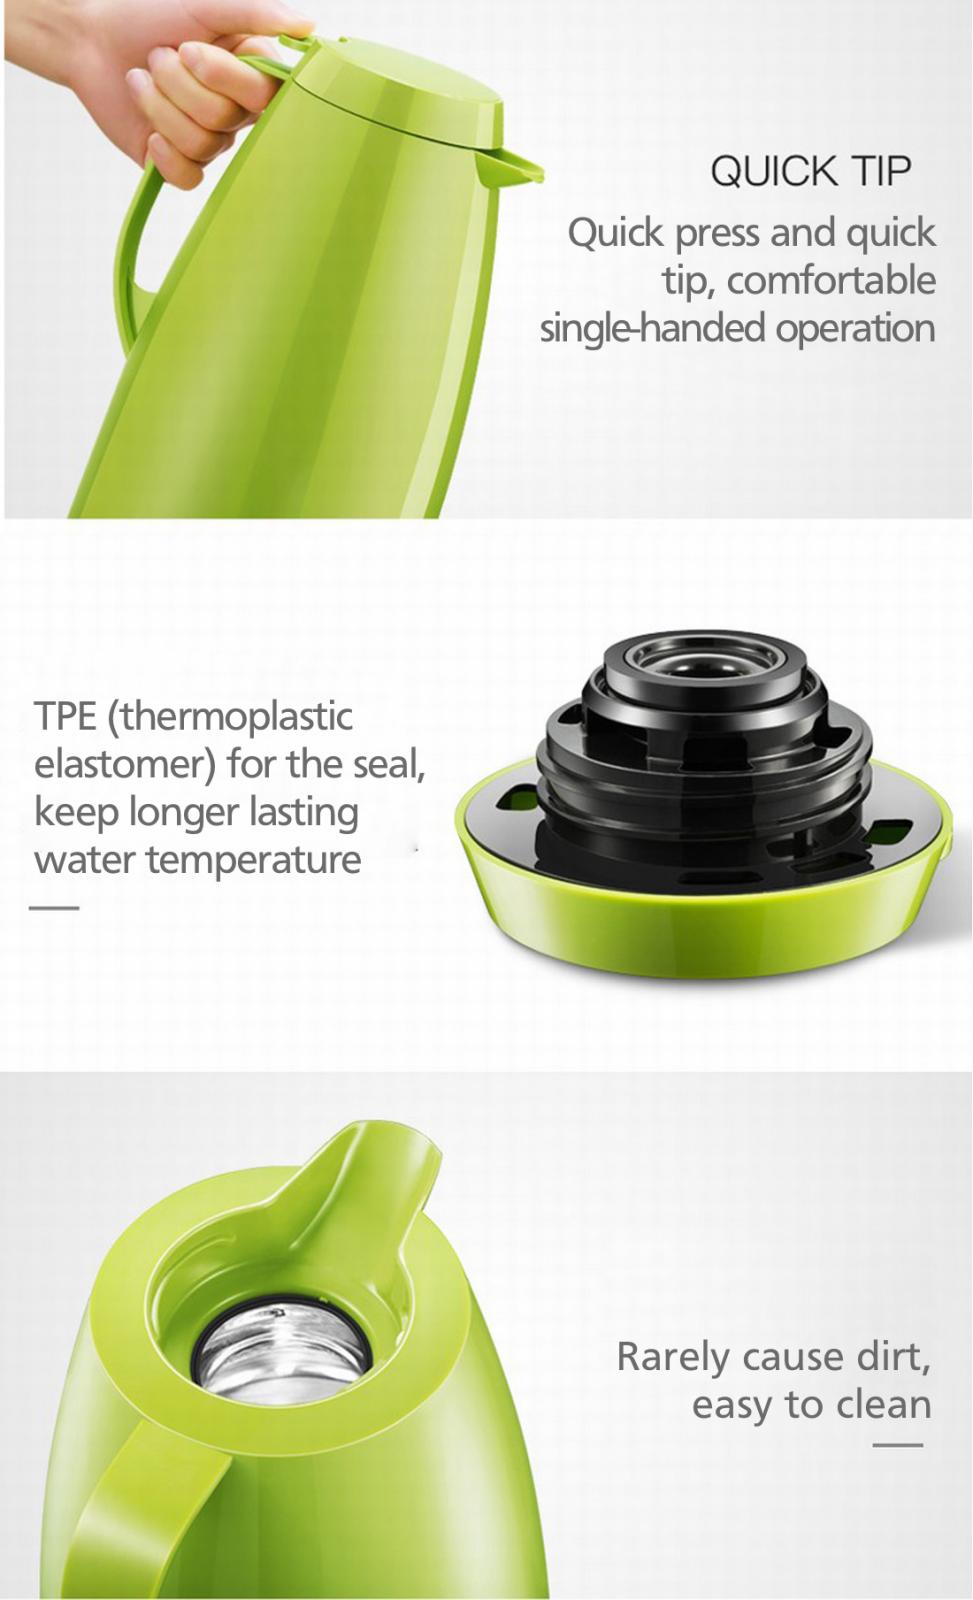 QUICK TIP
Quick press and quick
tip, comfortable
single-handed operation
TPE (thermoplastic
elastomer) for the seal,
keep longer lasting
water temperature
Rarely cause dirt,
easy to clean